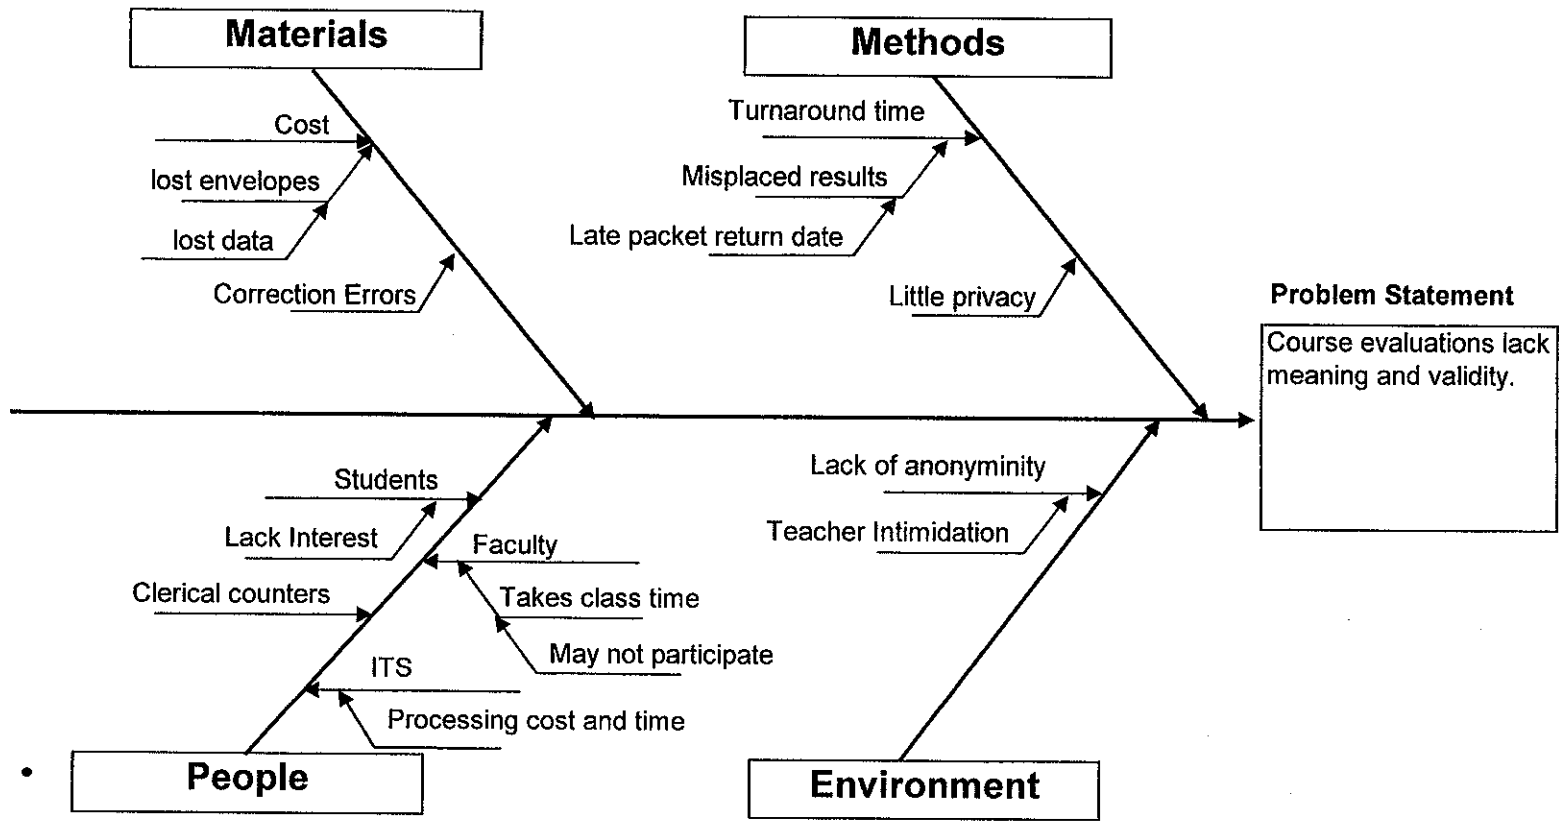 Materials
Methods
Cost
Turnaround time
lost envelopes
Misplaced results
lost data
Late packet return date
Correction Errors
Little privacy
Problem Statement
Course evaluations lack
meaning and validity.
Students
Lack of anonyminity
Lack Interest
Teacher Intimidation
Faculty
Clerical counters
Takes class time
May not participate
ITS
Processing cost and time
People
Environment